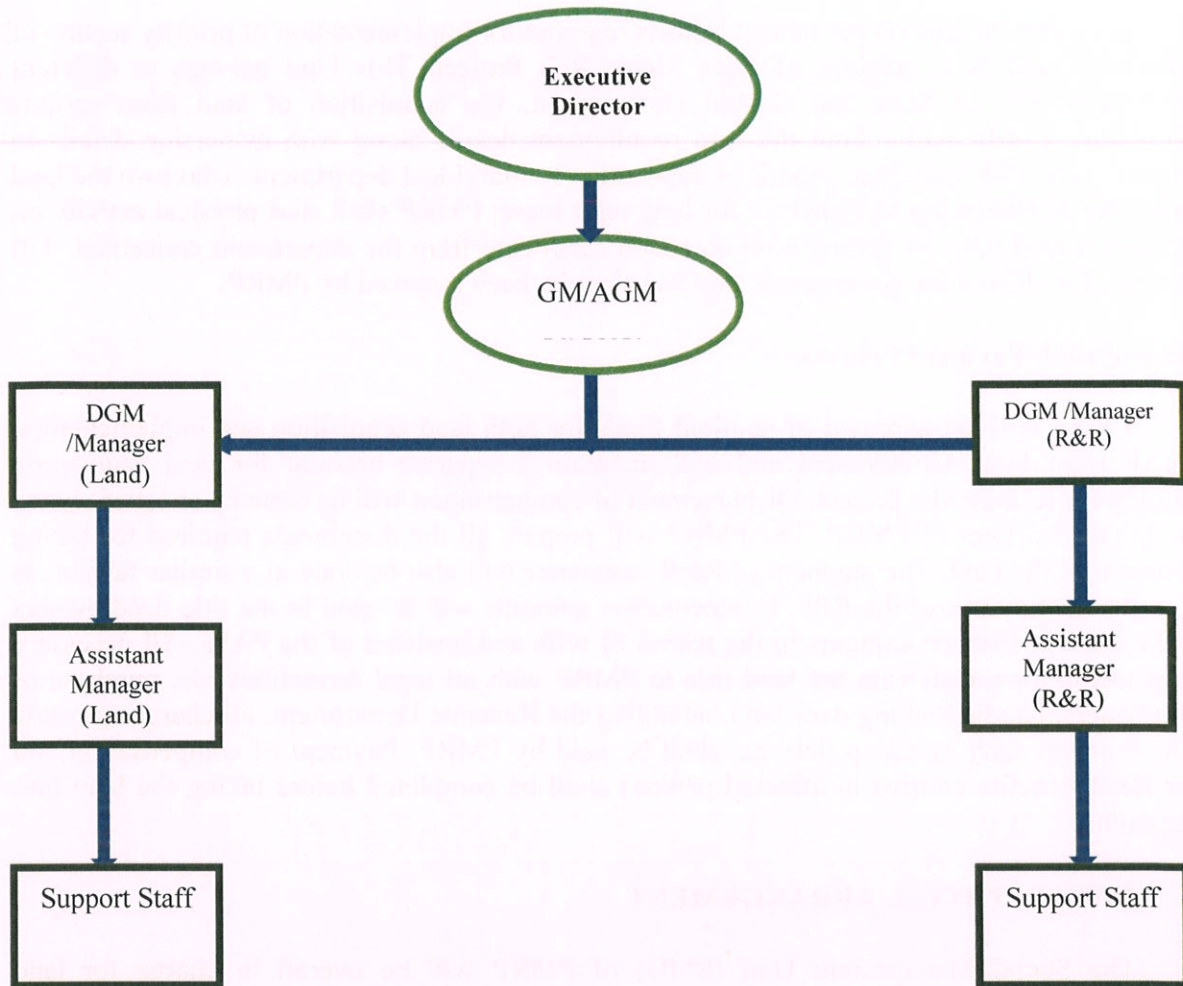 Executive
Director
GM/AGM
DGM
/Manager
(Land)
DGM /Manager
(R&R)
Assistant
Manager
(Land)
Assistant
Manager
(R&R)
Support Staff
Support Staff